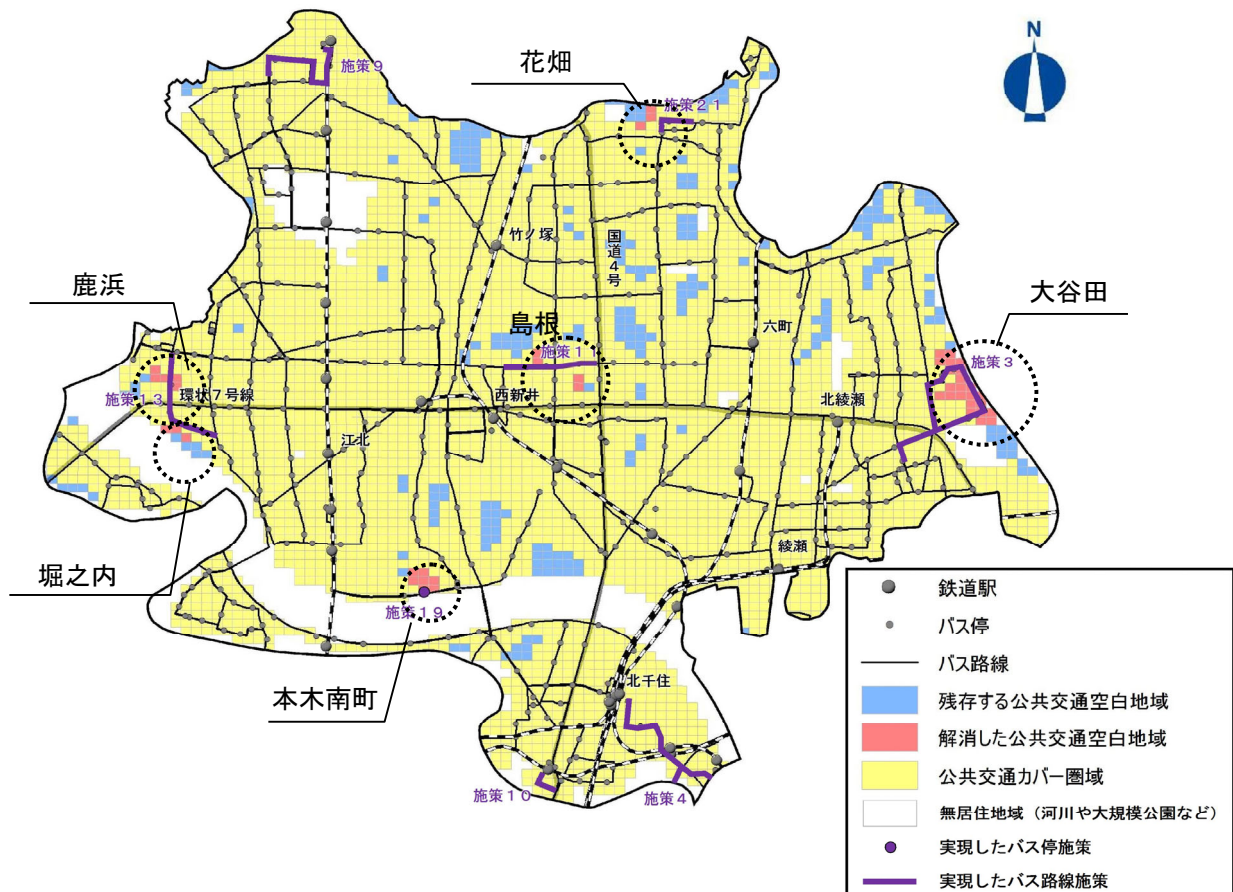 N
施策９
花畑
施策２１
竹ノ塚
国道４号
鹿浜
大谷田
島根
施策１１
六町
施策３
施策１３
環状７号線
西新井
北綾瀬
江北
堀之内
綾瀬
施策１９
本木南町
北千住
施策１０
施策４
鉄道駅
バス停
バス路線
残存する公共交通空白地域
解消した公共交通空白地域
公共交通カバー圏域
無居住地域（河川や大規模公園など）
実現したバス停施策
実現したバス路線施策